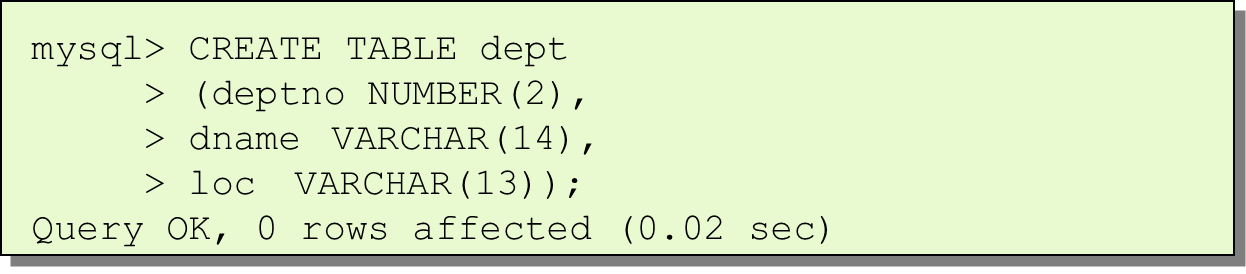 mysql> CREATE TABLE dept
> (deptno NUMBER(2),
> dname VARCHAR(14),
> loc VARCHAR(13));
Query OK, 0 rows affected (0.02 sec)